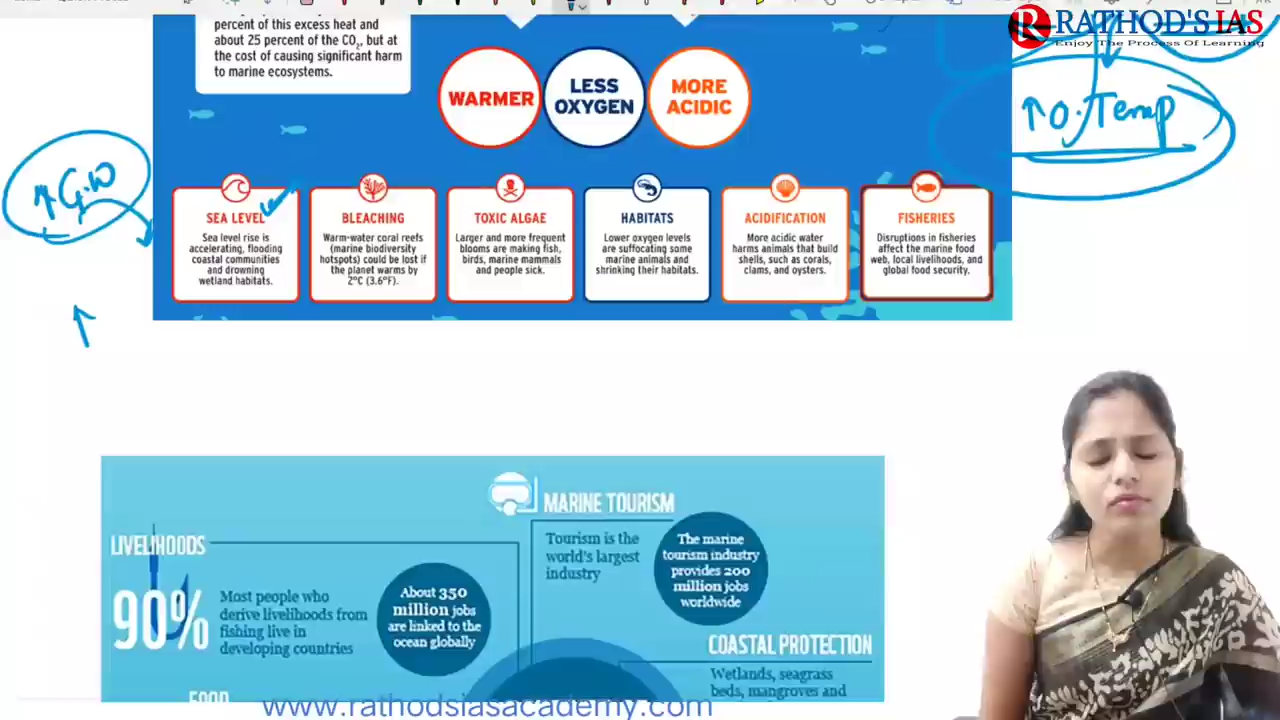 percent of this excess heat and
about 25 percent of the CO2, but at
the cost of causing significant harm
to marine ecosystems.
RATHOD'S IAS
Enjoy The Process Of Learning
WARMER
LESS
OXYGEN
MORE
ACIDIC
↑O.Temp
↑G.W
SEA LEVEL
Sea level rise is
accelerating, flooding
coastal communities
and drowning
wetland habitats.
BLEACHING
Warm-water coral reefs
(marine biodiversity
hotspots) could be lost if
the planet warms by
2°C (3.6°F).
TOXIC ALGAE
Larger and more frequent
blooms are making fish,
birds, marine mammals
and people sick.
HABITATS
Lower oxygen levels
are suffocating some
marine animals and
shrinking their habitats.
ACIDIFICATION
More acidic water
harms animals that build
shells, such as corals,
clams, and oysters.
FISHERIES
Disruptions in fisheries
affect the marine food
web, local livelihoods, and
global food security.
↑
LIVELIHOODS
90%
Most people who
derive livelihoods from
fishing live in
developing countries
About 350
million jobs
are linked to the
ocean globally
MARINE TOURISM
Tourism is the
world's largest
industry
The marine
tourism industry
provides 200
million jobs
worldwide
COASTAL PROTECTION
Wetlands, seagrass
beds, mangroves and
FOOD
www.rathodsiasacademy.com